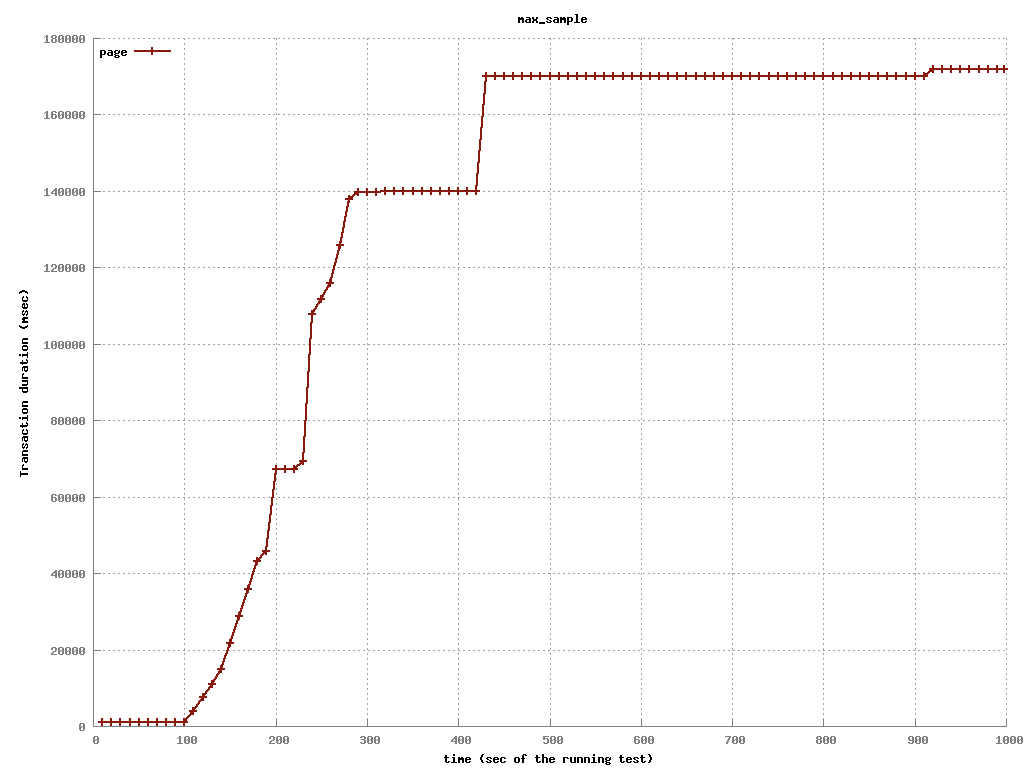 max_sample
page
180000
160000
140000
120000
100000
80000
60000
40000
20000
0
Transaction duration (msec)
0 100 200 300 400 500 600 700 800 900 1000
time (sec of the running test)